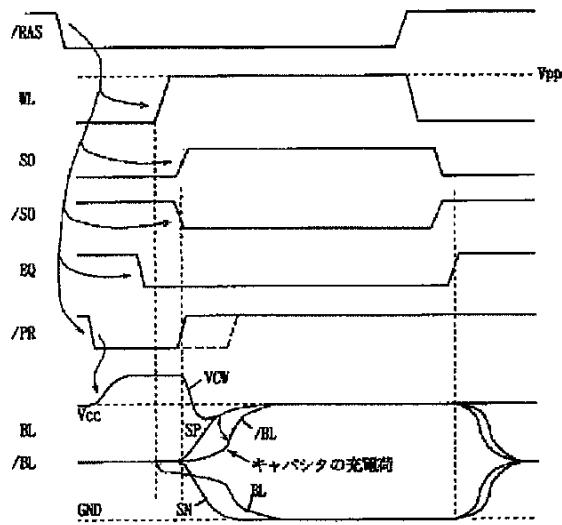 /RAS
Vpp
WL
SO
/SO
EQ
/PR
VCW
Vcc
BL
SP
/BL
/BL
キャパシタの充電荷
BL
GND
SN